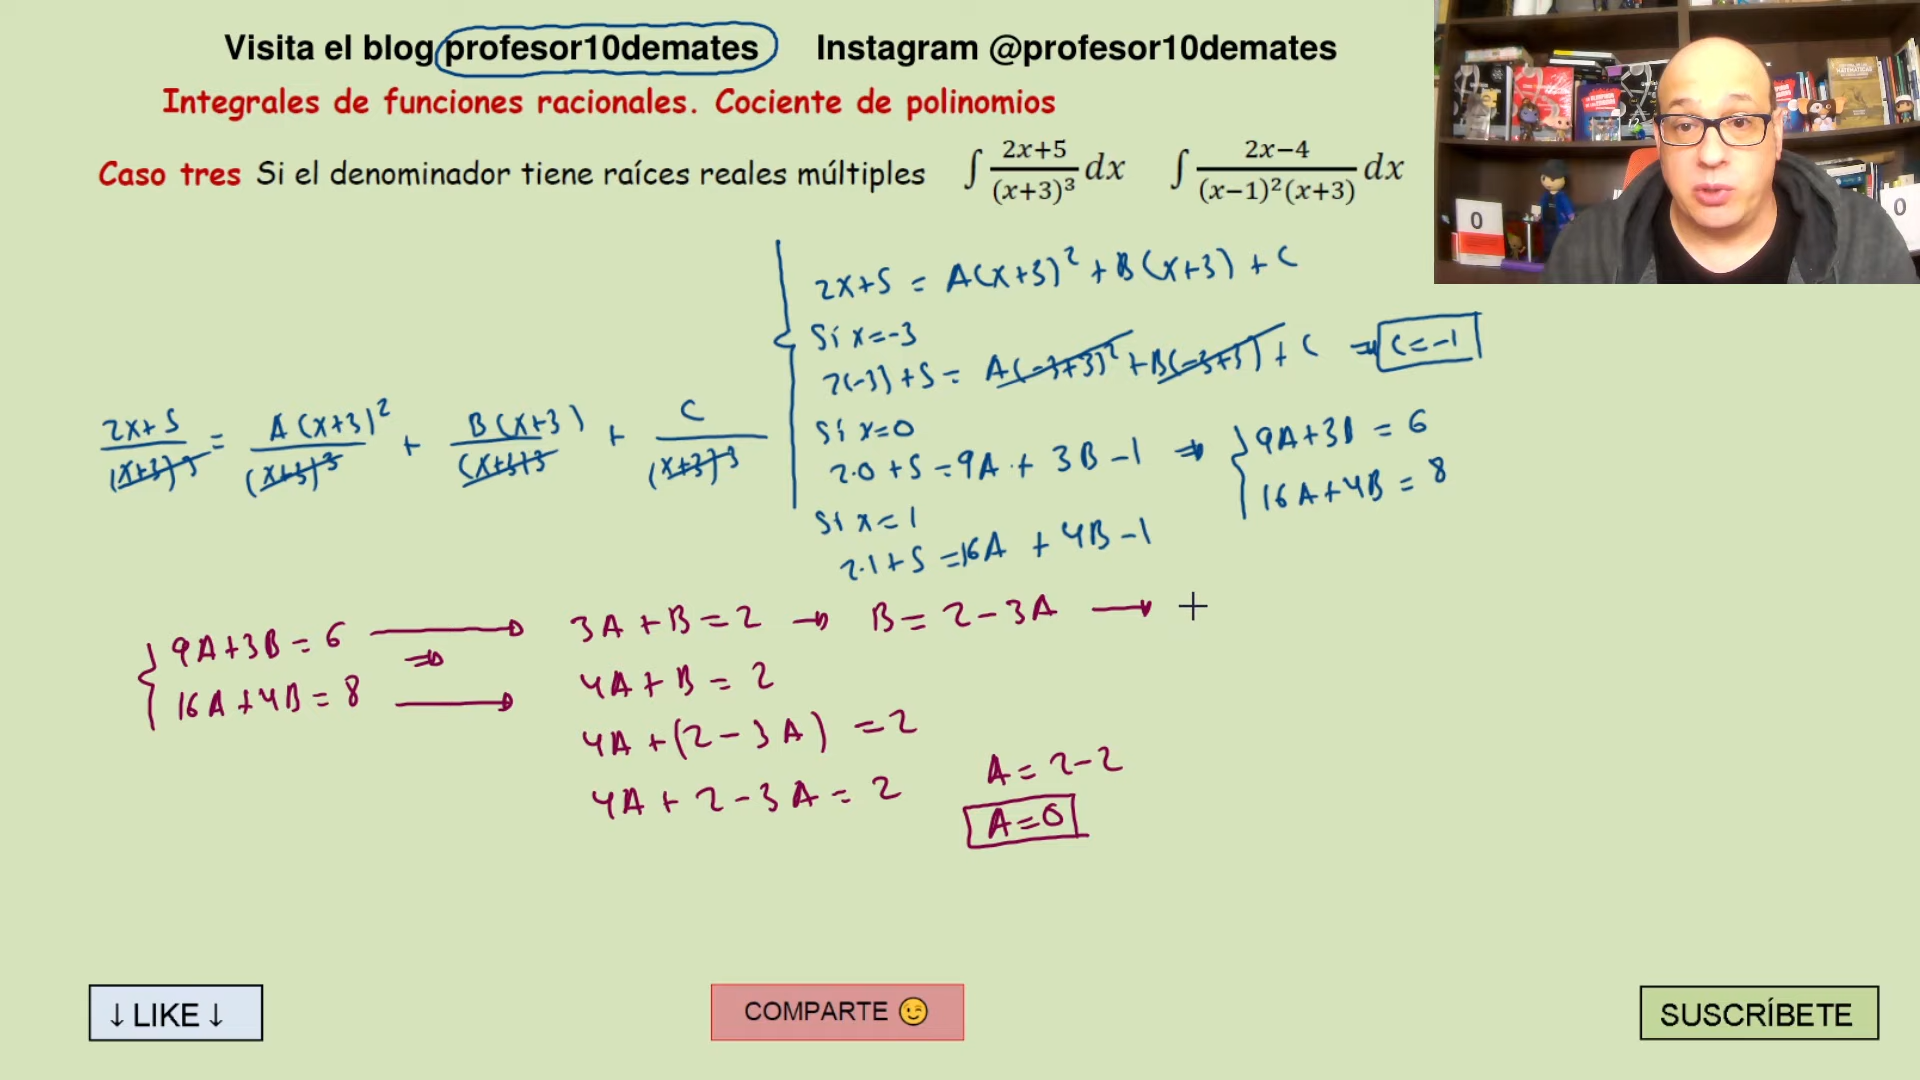 Visita el blog profesor10demates Instagram @profesor10demates
Integrales de funciones racionales. Cociente de polinomios
Caso tres Si el denominador tiene raíces reales múltiples ∫ (2x+5)/(x+3)³ dx ∫ (2x−4)/((x−1)²(x+3)) dx
2x+5 = A(x+3)² + B(x+3) + C
Si x=-3
2(-3)+5 = A(-3+3)² + B(-3+3) + C ⇒ C=-1
(2x+5)/(x+3)³ = A(x+3)²/(x+3)³ + B(x+3)/(x+3)³ + C/(x+3)³
Si x=0
2·0+5 = 9A + 3B -1 ⇒ { 9A+3B = 6
16A+4B = 8
Si x=1
2·1+5 = 16A + 4B -1
{ 9A+3B = 6 → 3A+B=2 → B=2-3A →
⇒
16A+4B = 8 → 4A+B=2
4A+(2-3A) =2
4A+2-3A=2
A=2-2
A=0
↓ LIKE ↓
COMPARTE 😉
SUSCRÍBETE